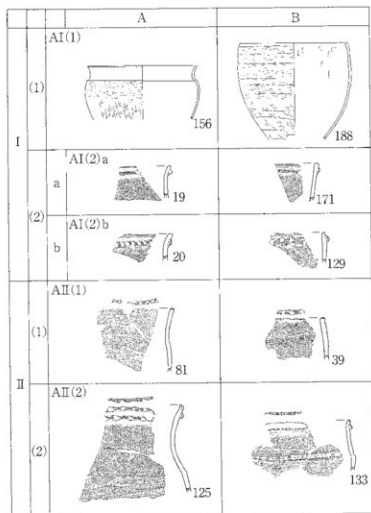 A B
I (1) AI(1) 156 188
(2) a AI(2)a 19 171
b AI(2)b 20 129
II (1) AII(1) 81 39
(2) AII(2) 125 133